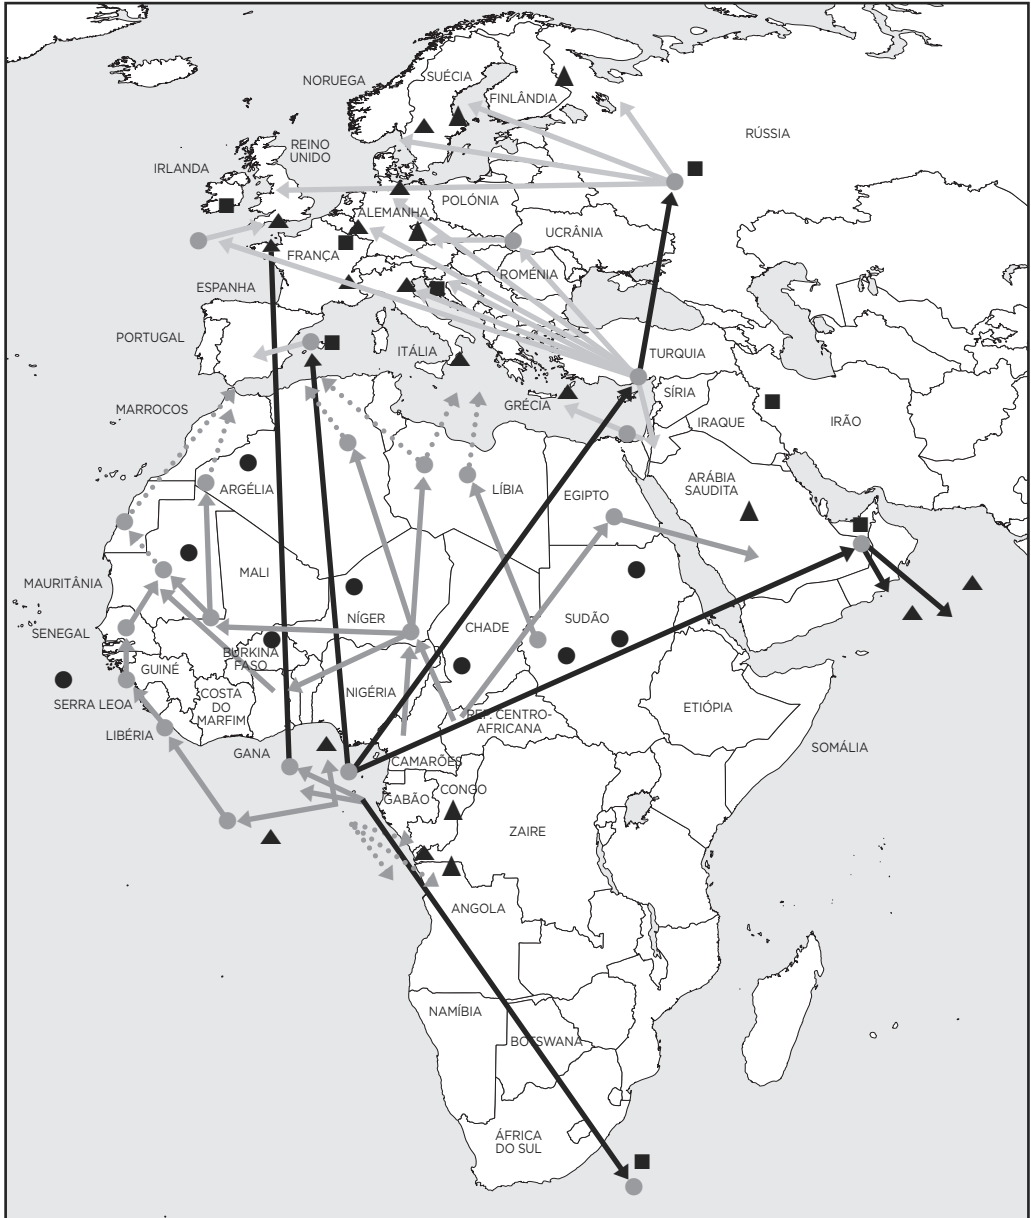 SUÉCIA
NORUEGA
FINLÂNDIA
RÚSSIA
REINO
UNIDO
IRLANDA
POLÓNIA
ALEMANHA
UCRÂNIA
FRANÇA
ROMÉNIA
ESPANHA
PORTUGAL
ITÁLIA
TURQUIA
SÍRIA
GRÉCIA
MARROCOS
IRAQUE
IRÃO
ARÁBIA
SAUDITA
ARGÉLIA
LÍBIA
EGIPTO
MALI
MAURITÂNIA
NÍGER
CHADE
SUDÃO
SENEGAL
BURKINA
FASO
GUINÉ
COSTA
DO
MARFIM
NIGÉRIA
SERRA LEOA
REP. CENTRO-
AFRICANA
ETIÓPIA
LIBÉRIA
GANA
SOMÁLIA
CAMARÕES
CONGO
GABÃO
ZAIRE
ANGOLA
NAMÍBIA
BOTSWANA
ÁFRICA
DO SUL